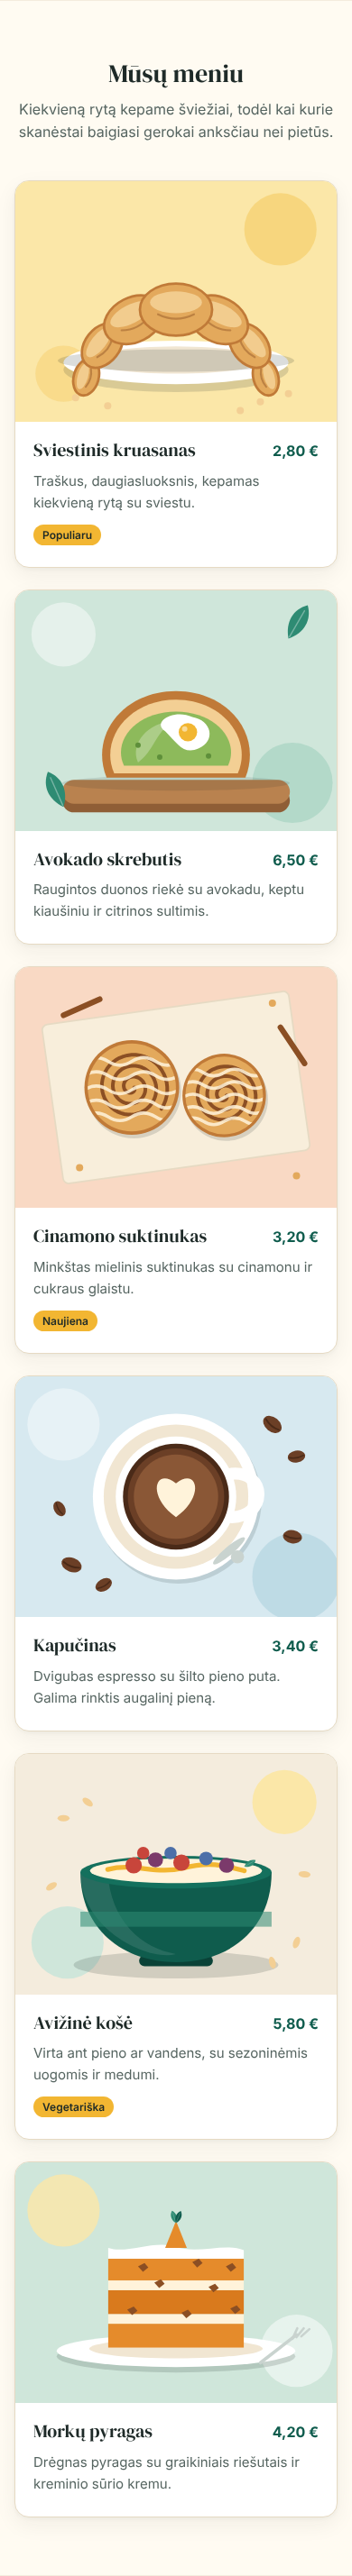 Mūsų meniu
Kiekvieną rytą kepame šviežiai, todėl kai kurie
skanėstai baigiasi gerokai anksčiau nei pietūs.
Sviestinis kruasanas 2,80 €
Traškus, daugiasluoksnis, kepamas
kiekvieną rytą su sviestu.
Populiaru
Avokado skrebutis 6,50 €
Raugintos duonos riekė su avokadu, keptu
kiaušiniu ir citrinos sultimis.
Cinamono suktinukas 3,20 €
Minkštas mielinis suktinukas su cinamonu ir
cukraus glaistu.
Naujiena
Kapučinas 3,40 €
Dvigubas espresso su šilto pieno puta.
Galima rinktis augalinį pieną.
Avižinė košė 5,80 €
Virta ant pieno ar vandens, su sezoninėmis
uogomis ir medumi.
Vegetariška
Morkų pyragas 4,20 €
Drėgnas pyragas su graikiniais riešutais ir
kreminio sūrio kremu.